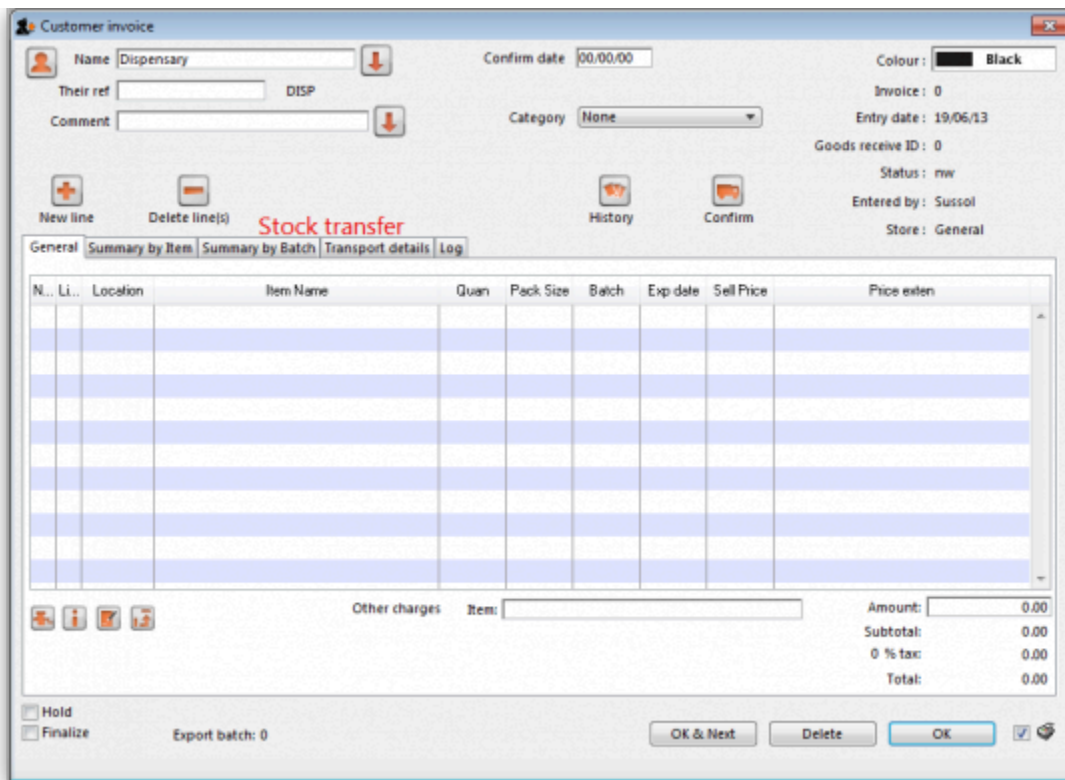 Customer invoice
Name Dispensary
Confirm date 00/00/00
Colour: Black
Their ref DISP
Invoice: 0
Comment
Category None
Entry date: 19/06/13
Goods receive ID: 0
Status: nw
Entered by: Sussol
Store: General
New line Delete line(s) History Confirm
Stock transfer
General Summary by Item Summary by Batch Transport details Log
N... Li... Location Item Name Quan Pack Size Batch Exp date Sell Price Price exten
Other charges Item: Amount: 0.00
Subtotal: 0.00
0 % tax: 0.00
Total: 0.00
Hold
Finalize Export batch: 0 OK & Next Delete OK